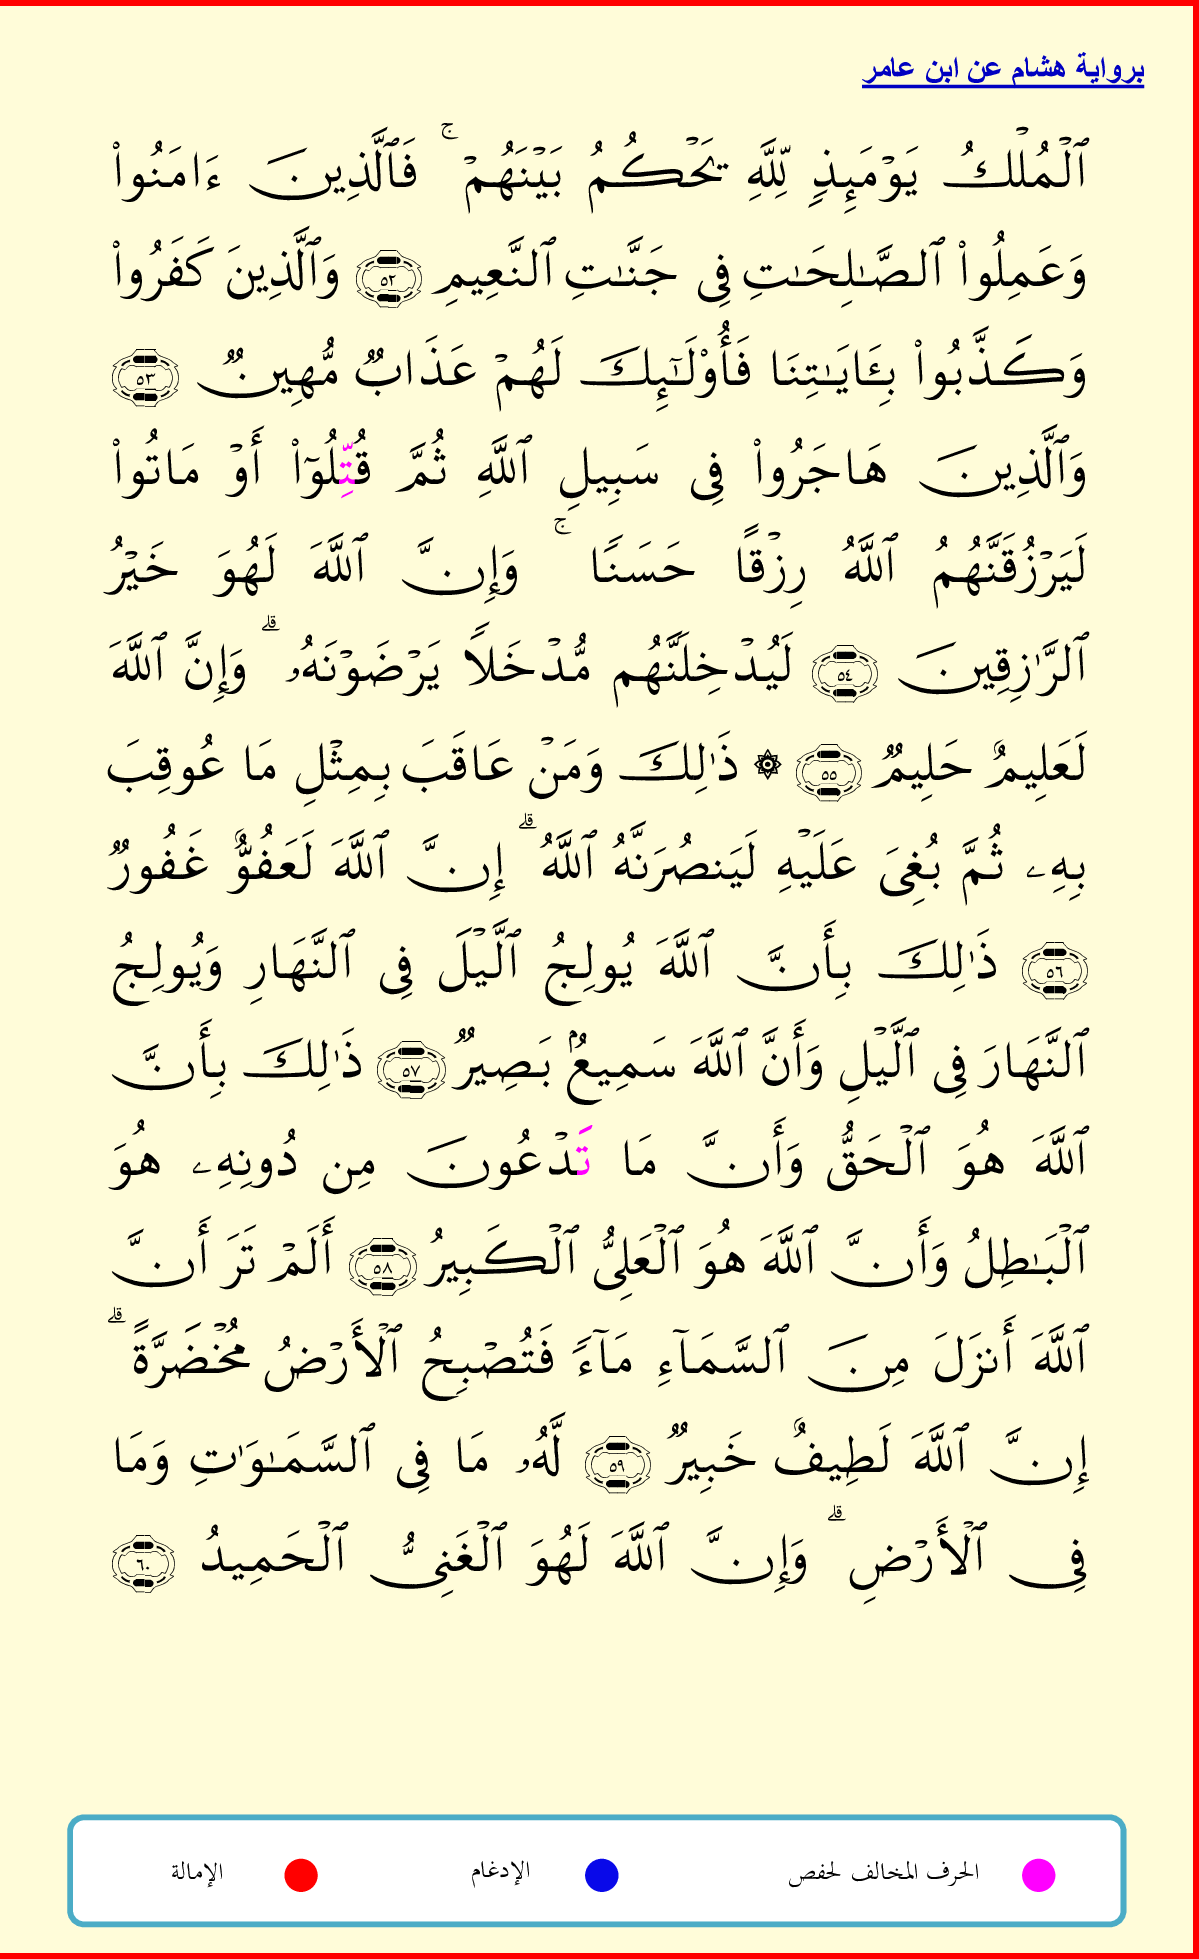 برواية هشام عن ابن عامر
ٱلۡمُلۡكُ يَوۡمَئِذٖ لِّلَّهِ يَحۡكُمُ بَيۡنَهُمۡۚ فَٱلَّذِينَ ءَامَنُواْ
وَعَمِلُواْ ٱلصَّٰلِحَٰتِ فِي جَنَّٰتِ ٱلنَّعِيمِ ٥٢ وَٱلَّذِينَ كَفَرُواْ
وَكَذَّبُواْ بِـَٔايَٰتِنَا فَأُوْلَٰٓئِكَ لَهُمۡ عَذَابٞ مُّهِينٞ ٥٣
وَٱلَّذِينَ هَاجَرُواْ فِي سَبِيلِ ٱللَّهِ ثُمَّ قُتِّلُوٓاْ أَوۡ مَاتُواْ
لَيَرۡزُقَنَّهُمُ ٱللَّهُ رِزۡقًا حَسَنٗاۚ وَإِنَّ ٱللَّهَ لَهُوَ خَيۡرُ
ٱلرَّٰزِقِينَ ٥٤ لَيُدۡخِلَنَّهُم مُّدۡخَلٗا يَرۡضَوۡنَهُۥۗ وَإِنَّ ٱللَّهَ
لَعَلِيمٌ حَلِيمٞ ٥٥ ۞ ذَٰلِكَۖ وَمَنۡ عَاقَبَ بِمِثۡلِ مَا عُوقِبَ
بِهِۦ ثُمَّ بُغِيَ عَلَيۡهِ لَيَنصُرَنَّهُ ٱللَّهُۗ إِنَّ ٱللَّهَ لَعَفُوٌّ غَفُورٞ
٥٦ ذَٰلِكَ بِأَنَّ ٱللَّهَ يُولِجُ ٱلَّيۡلَ فِي ٱلنَّهَارِ وَيُولِجُ
ٱلنَّهَارَ فِي ٱلَّيۡلِ وَأَنَّ ٱللَّهَ سَمِيعُۢ بَصِيرٞ ٥٧ ذَٰلِكَ بِأَنَّ
ٱللَّهَ هُوَ ٱلۡحَقُّ وَأَنَّ مَا تَدۡعُونَ مِن دُونِهِۦ هُوَ
ٱلۡبَٰطِلُ وَأَنَّ ٱللَّهَ هُوَ ٱلۡعَلِيُّ ٱلۡكَبِيرُ ٥٨ أَلَمۡ تَرَ أَنَّ
ٱللَّهَ أَنزَلَ مِنَ ٱلسَّمَآءِ مَآءٗ فَتُصۡبِحُ ٱلۡأَرۡضُ مُخۡضَرَّةًۗ
إِنَّ ٱللَّهَ لَطِيفٌ خَبِيرٞ ٥٩ لَّهُۥ مَا فِي ٱلسَّمَٰوَٰتِ وَمَا
فِي ٱلۡأَرۡضِۗ وَإِنَّ ٱللَّهَ لَهُوَ ٱلۡغَنِيُّ ٱلۡحَمِيدُ ٦٠
الحرف المخالف لحفص الإدغام الإمالة